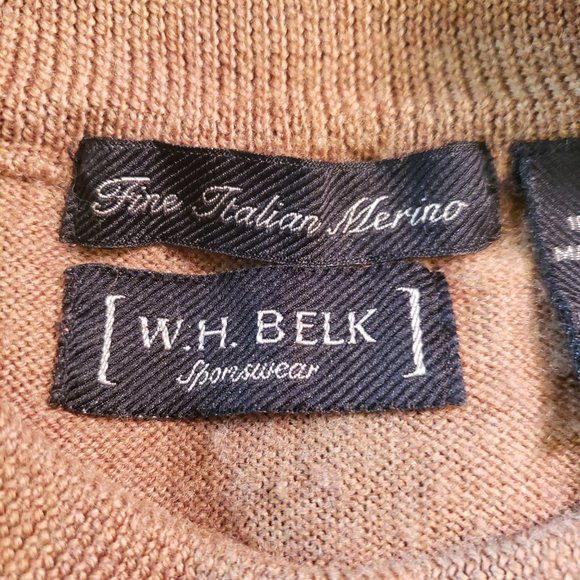 Fine Italian Merino
[W.H. BELK]
Sportswear